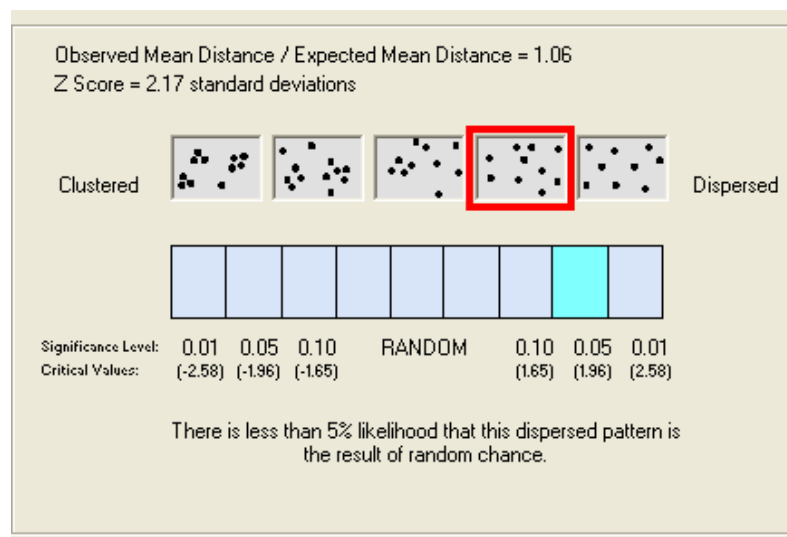 Observed Mean Distance / Expected Mean Distance = 1.06
Z Score = 2.17 standard deviations
Clustered
Dispersed
Significance Level: 0.01 0.05 0.10 RANDOM 0.10 0.05 0.01
Critical Values: (-2.58) (-1.96) (-1.65) (1.65) (1.96) (2.58)
There is less than 5% likelihood that this dispersed pattern is
the result of random chance.